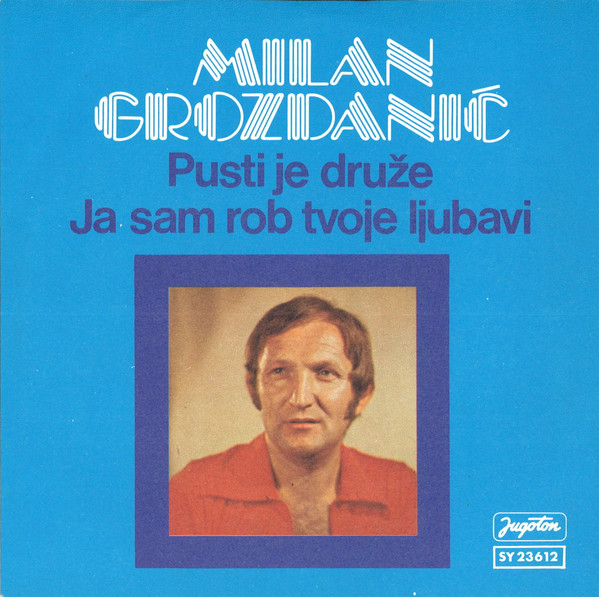 MILAN
GROZDANIĆ
Pusti je druže
Ja sam rob tvoje ljubavi
Jugoton
SY 23612